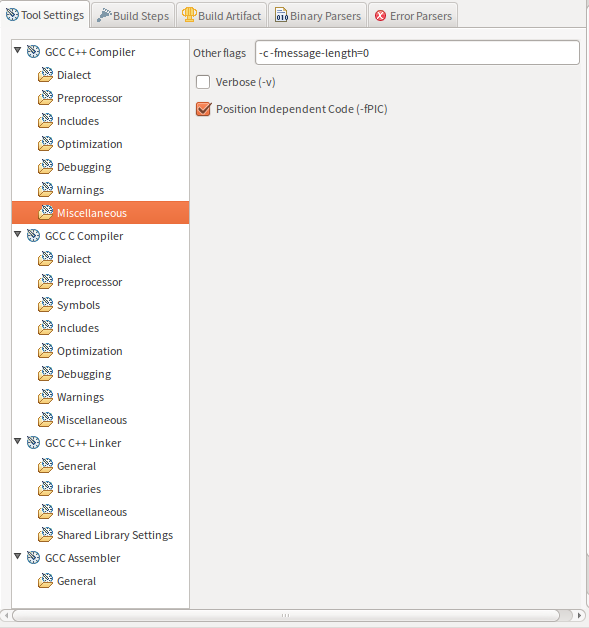 Tool Settings Build Steps Build Artifact Binary Parsers Error Parsers
GCC C++ Compiler
Dialect
Preprocessor
Includes
Optimization
Debugging
Warnings
Miscellaneous
GCC C Compiler
Dialect
Preprocessor
Symbols
Includes
Optimization
Debugging
Warnings
Miscellaneous
GCC C++ Linker
General
Libraries
Miscellaneous
Shared Library Settings
GCC Assembler
General
Other flags -c -fmessage-length=0
Verbose (-v)
Position Independent Code (-fPIC)